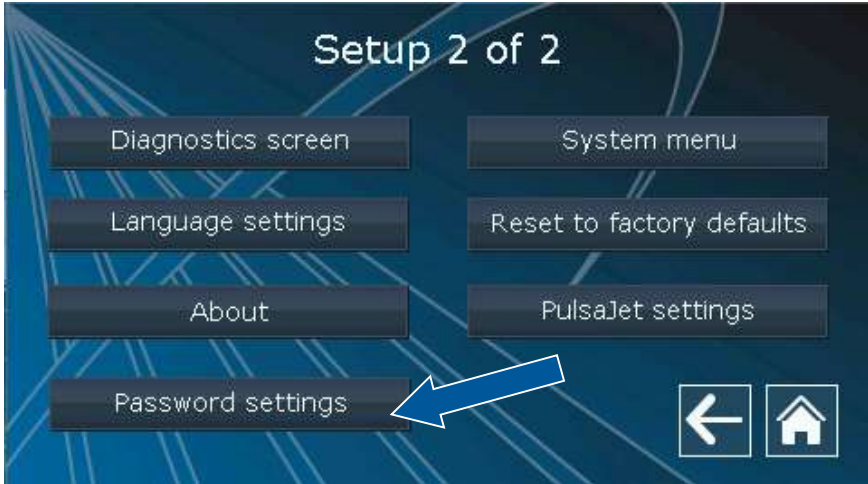 Setup 2 of 2
Diagnostics screen
System menu
Language settings
Reset to factory defaults
About
PulsaJet settings
Password settings